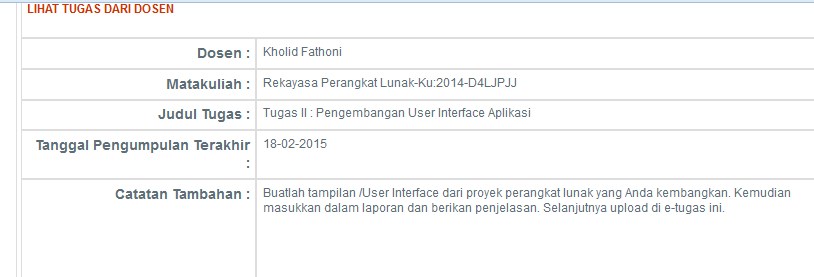 LIHAT TUGAS DARI DOSEN
Dosen : Kholid Fathoni
Matakuliah : Rekayasa Perangkat Lunak-Ku:2014-D4LJPJJ
Judul Tugas : Tugas II : Pengembangan User Interface Aplikasi
Tanggal Pengumpulan Terakhir 18-02-2015
:
Catatan Tambahan : Buatlah tampilan /User Interface dari proyek perangkat lunak yang Anda kembangkan. Kemudian
masukkan dalam laporan dan berikan penjelasan. Selanjutnya upload di e-tugas ini.